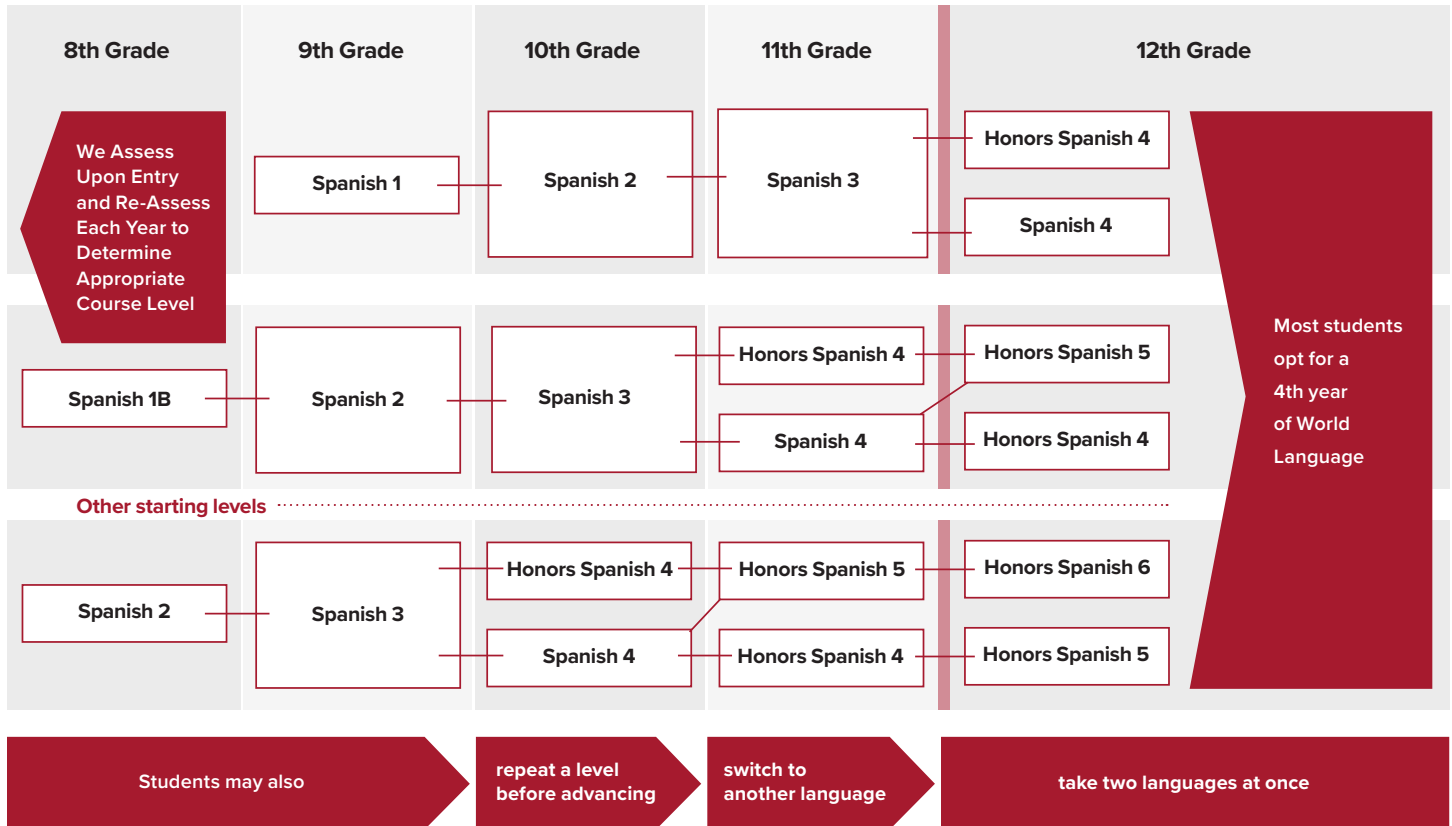 8th Grade
9th Grade
10th Grade
11th Grade
12th Grade
We Assess
Upon Entry
and Re-Assess
Each Year to
Determine
Appropriate
Course Level
Spanish 1
Spanish 2
Spanish 3
Honors Spanish 4
Spanish 4
Spanish 1B
Spanish 2
Spanish 3
Honors Spanish 4
Spanish 4
Honors Spanish 5
Honors Spanish 4
Most students
opt for a
4th year
of World
Language
Other starting levels
Spanish 2
Spanish 3
Honors Spanish 4
Spanish 4
Honors Spanish 5
Honors Spanish 4
Honors Spanish 6
Honors Spanish 5
Students may also
repeat a level
before advancing
switch to
another language
take two languages at once